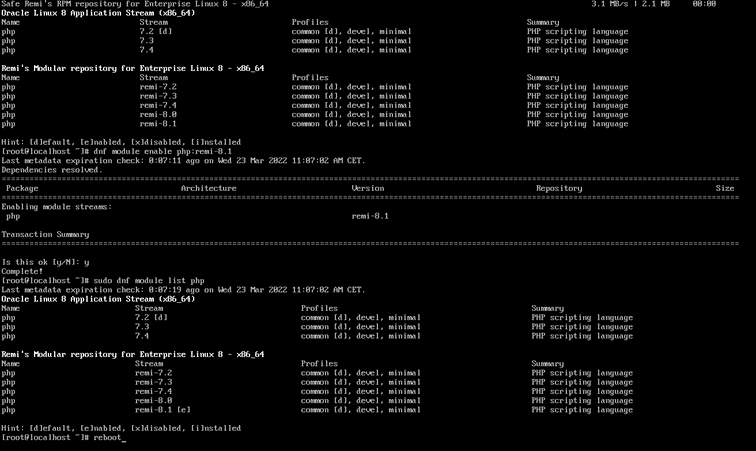 Safe Remi's RPM repository for Enterprise Linux 8 - x86_64 3.1 MB/s | 2.1 MB 00:00
Oracle Linux 8 Application Stream (x86_64)
Name Stream Profiles Summary
php 7.2 [d] common [d], devel, minimal PHP scripting language
php 7.3 common [d], devel, minimal PHP scripting language
php 7.4 common [d], devel, minimal PHP scripting language

Remi's Modular repository for Enterprise Linux 8 - x86_64
Name Stream Profiles Summary
php remi-7.2 common [d], devel, minimal PHP scripting language
php remi-7.3 common [d], devel, minimal PHP scripting language
php remi-7.4 common [d], devel, minimal PHP scripting language
php remi-8.0 common [d], devel, minimal PHP scripting language
php remi-8.1 common [d], devel, minimal PHP scripting language

Hint: [d]efault, [e]nabled, [x]disabled, [i]nstalled
[root@localhost ~]# dnf module enable php:remi-8.1
Last metadata expiration check: 0:07:11 ago on Wed 23 Mar 2022 11:07:02 AM CET.
Dependencies resolved.
Package Architecture Version Repository Size
Enabling module streams:
php remi-8.1

Transaction Summary

Is this ok [y/N]: y
Complete!
[root@localhost ~]# sudo dnf module list php
Last metadata expiration check: 0:07:19 ago on Wed 23 Mar 2022 11:07:02 AM CET.
Oracle Linux 8 Application Stream (x86_64)
Name Stream Profiles Summary
php 7.2 [d] common [d], devel, minimal PHP scripting language
php 7.3 common [d], devel, minimal PHP scripting language
php 7.4 common [d], devel, minimal PHP scripting language

Remi's Modular repository for Enterprise Linux 8 - x86_64
Name Stream Profiles Summary
php remi-7.2 common [d], devel, minimal PHP scripting language
php remi-7.3 common [d], devel, minimal PHP scripting language
php remi-7.4 common [d], devel, minimal PHP scripting language
php remi-8.0 common [d], devel, minimal PHP scripting language
php remi-8.1 [e] common [d], devel, minimal PHP scripting language

Hint: [d]efault, [e]nabled, [x]disabled, [i]nstalled
[root@localhost ~]# reboot_